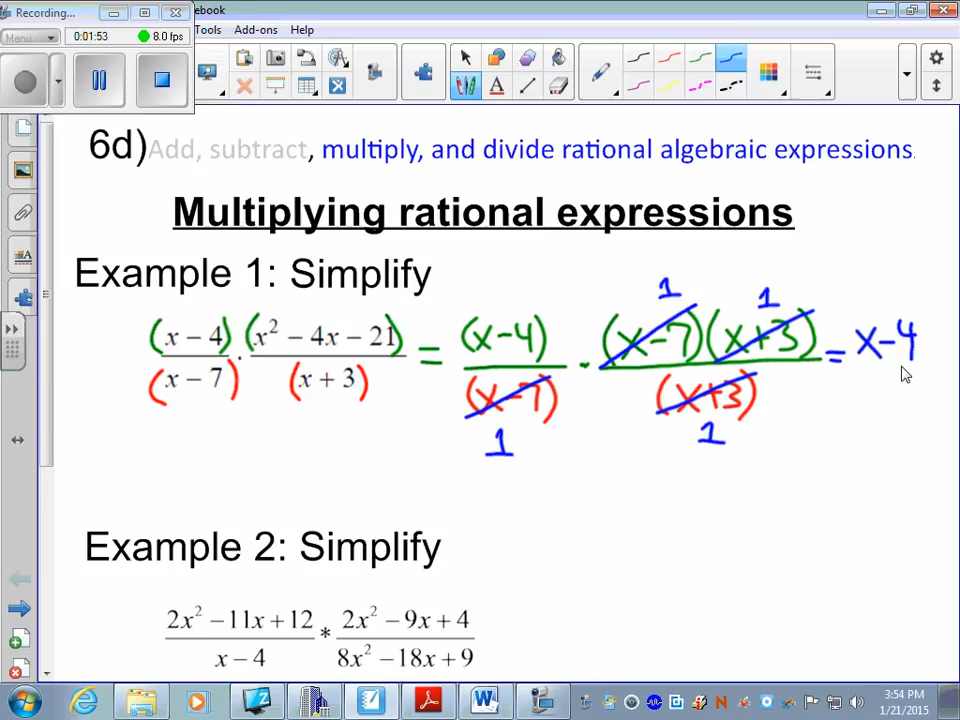 Recording...
ebook
Menu
0:01:53
8.0 fps
Tools Add-ons Help
6d) Add, subtract, multiply, and divide rational algebraic expressions.
Multiplying rational expressions
Example 1: Simplify
(x − 4)/(x − 7) · (x² − 4x − 21)/(x + 3) = (x-4)/(x-7) · (x-7)(x+3)/(x+3) = x-4
1 1
1 1
Example 2: Simplify
(2x² − 11x + 12)/(x − 4) * (2x² − 9x + 4)/(8x² − 18x + 9)
3:54 PM
1/21/2015